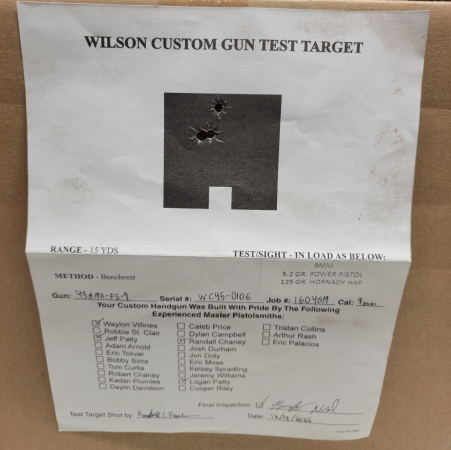 WILSON CUSTOM GUN TEST TARGET
RANGE - 15 YDS
TEST/SIGHT - IN LOAD AS BELOW:
9MM
5.2 GR. POWER PISTOL
125 GR. HORNADY HAP
METHOD - Benchrest
Gun: Serial #: WC45-0106 Job #: Cal: 9mm
Your Custom Handgun Was Built With Pride By The Following
Experienced Master Pistolsmiths:
Waylon Villines Caleb Price Tristan Collins
Robbie St. Clair Dylan Campbell Arthur Rash
Jeff Patty Randall Chaney Eric Palacios
Adam Arnold Josh Durham
Eric Toliver Jon Doty
Bobby Sims Eric Moss
Tom Curtis Kelsey Spradling
Robert Chaney Jeremy Williams
Kadan Plumlee Logan Patty
Daylin Davidson Cooper Riley
Final Inspection
Test Target Shot by: Date: